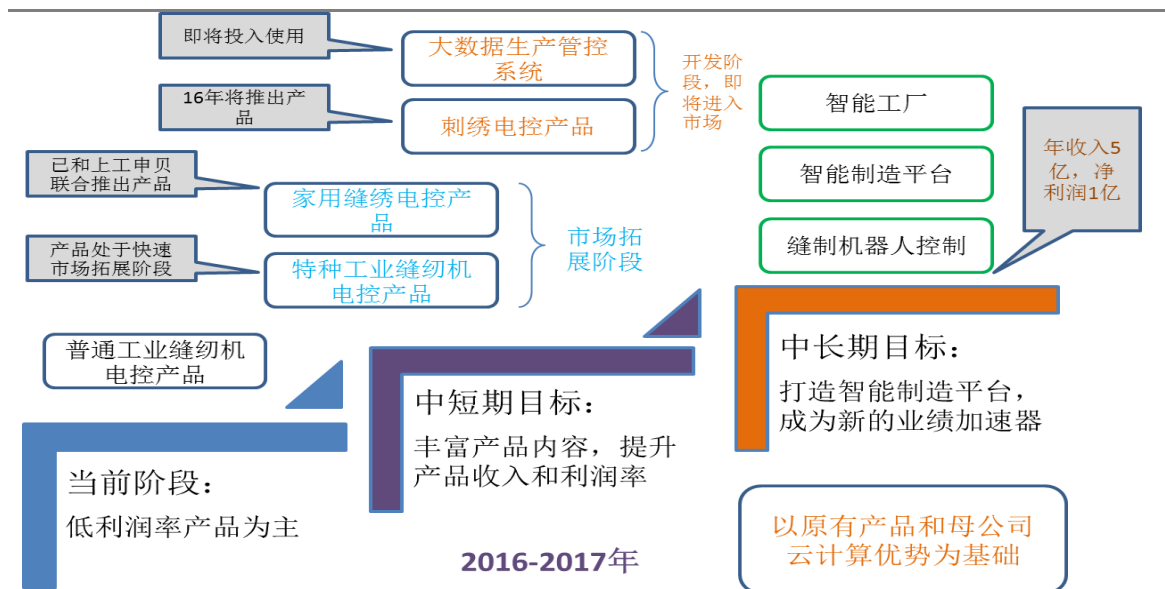 即将投入使用
大数据生产管控
系统
16年将推出产
品
刺绣电控产品
开发阶
段，即
将进入
市场
已和上工申贝
联合推出产品
家用缝绣电控产
品
产品处于快速
市场拓展阶段
特种工业缝纫机
电控产品
市场拓
展阶段
普通工业缝纫机
电控产品
智能工厂
智能制造平台
缝制机器人控制
年收入5
亿，净
利润1亿
当前阶段：
低利润率产品为主
中短期目标：
丰富产品内容，提升
产品收入和利润率
2016-2017年
中长期目标：
打造智能制造平台，
成为新的业绩加速器
以原有产品和母公司
云计算优势为基础